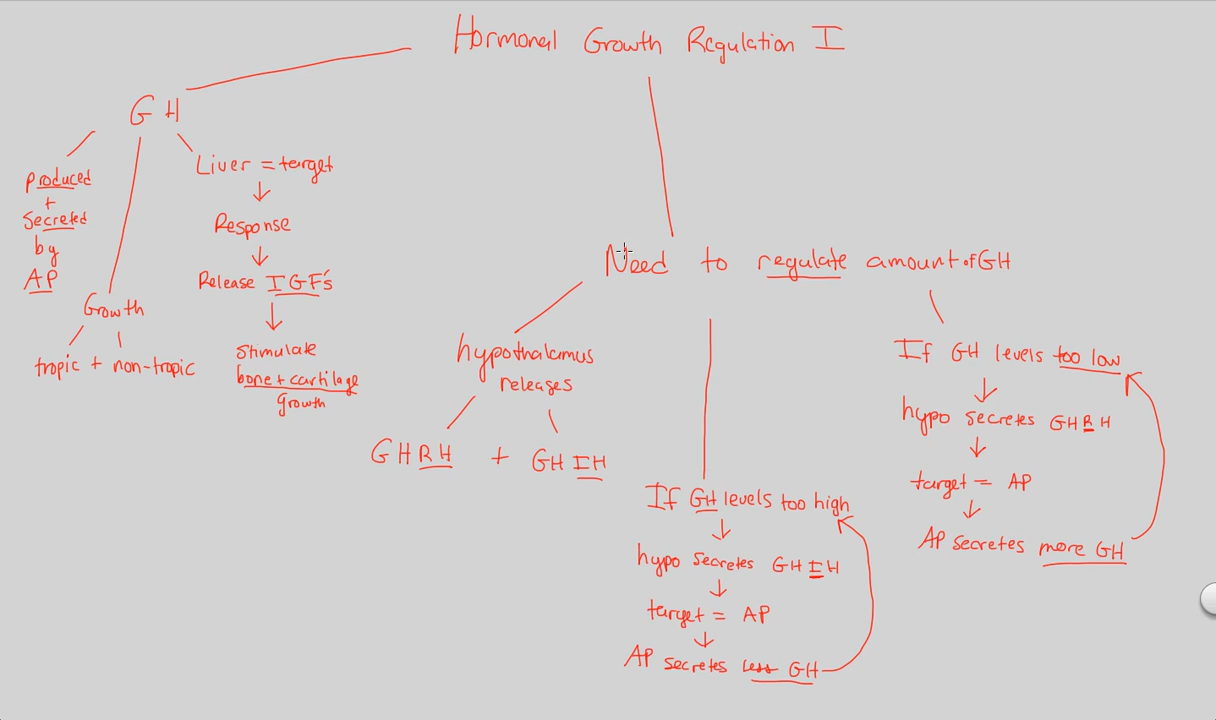 Hormonal Growth Regulation I
GH
produced
+
Secreted
by
AP
Growth
tropic + non-tropic
Liver = target
↓
Response
↓
Release IGF's
↓
Stimulate
bone + cartilage
growth
Need to regulate amount of GH
hypothalamus
releases
GHRH + GHIH
If GH levels too high
↓
hypo secretes GHIH
↓
target = AP
↓
AP secretes less GH
If GH levels too low
↓
hypo secretes GHRH
↓
target = AP
↓
AP secretes more GH